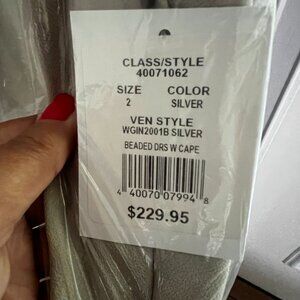 CLASS/STYLE
40071062
SIZE COLOR
2 SILVER
VEN STYLE
WGIN2001B SILVER
BEADED DRS W CAPE
4 40070 07994 8
$229.95